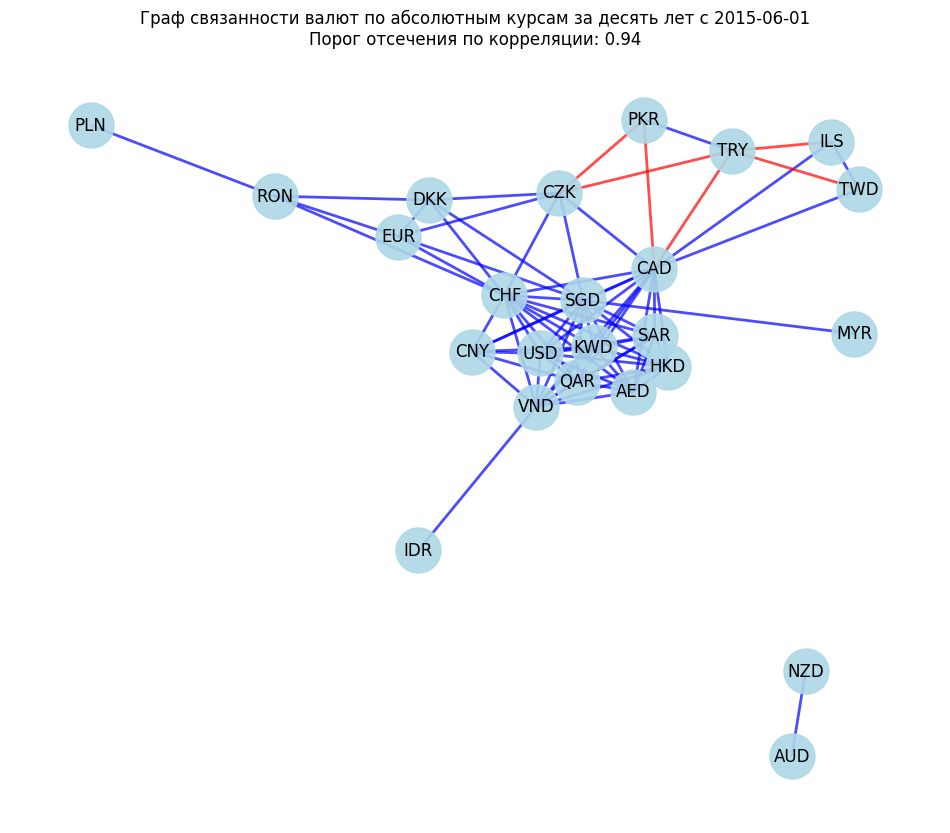 Граф связанности валют по абсолютным курсам за десять лет с 2015-06-01
Порог отсечения по корреляции: 0.94
PLN
PKR
TRY
ILS
TWD
RON
DKK
CZK
EUR
CAD
CHF
SGD
MYR
SAR
CNY
USD
KWD
HKD
QAR
AED
VND
IDR
NZD
AUD